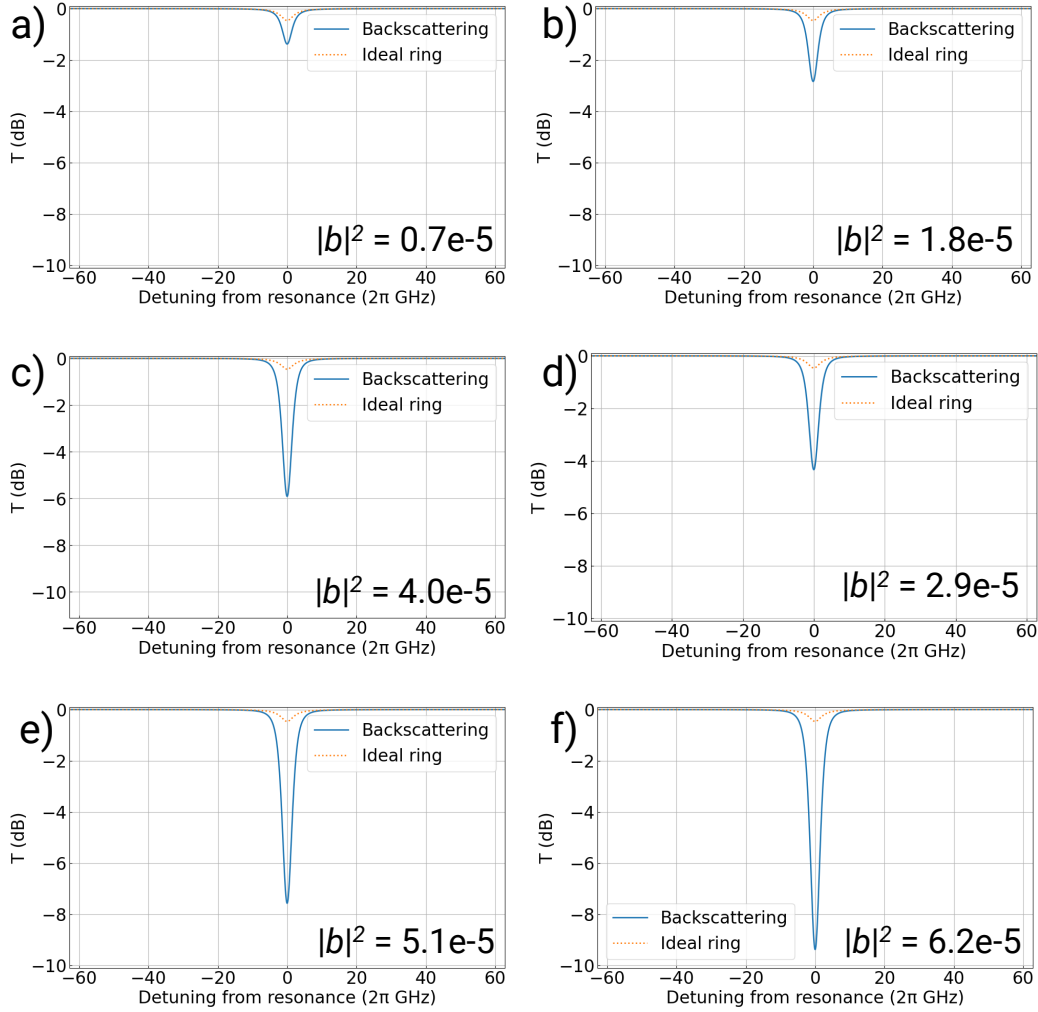 a)
0
−2
−4
−6
−8
−10
T (dB)
Backscattering
Ideal ring
|b|² = 0.7e-5
−60 −40 −20 0 20 40 60
Detuning from resonance (2π GHz)
b)
0
−2
−4
−6
−8
−10
T (dB)
Backscattering
Ideal ring
|b|² = 1.8e-5
−60 −40 −20 0 20 40 60
Detuning from resonance (2π GHz)
c)
0
−2
−4
−6
−8
−10
T (dB)
Backscattering
Ideal ring
|b|² = 4.0e-5
−60 −40 −20 0 20 40 60
Detuning from resonance (2π GHz)
d)
0
−2
−4
−6
−8
−10
T (dB)
Backscattering
Ideal ring
|b|² = 2.9e-5
−60 −40 −20 0 20 40 60
Detuning from resonance (2π GHz)
e)
0
−2
−4
−6
−8
−10
T (dB)
Backscattering
Ideal ring
|b|² = 5.1e-5
−60 −40 −20 0 20 40 60
Detuning from resonance (2π GHz)
f)
0
−2
−4
−6
−8
−10
T (dB)
Backscattering
Ideal ring
|b|² = 6.2e-5
−60 −40 −20 0 20 40 60
Detuning from resonance (2π GHz)